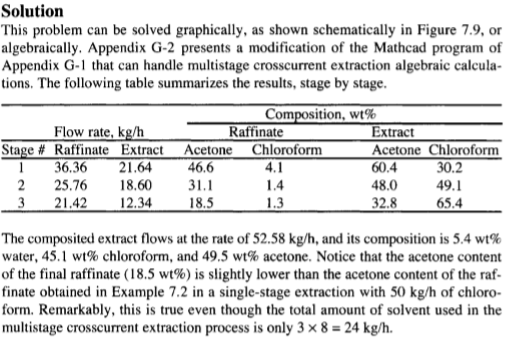 Solution
This problem can be solved graphically, as shown schematically in Figure 7.9, or
algebraically. Appendix G-2 presents a modification of the Mathcad program of
Appendix G-1 that can handle multistage crosscurrent extraction algebraic calcula-
tions. The following table summarizes the results, stage by stage.
Composition, wt%
Flow rate, kg/h Raffinate Extract
Stage # Raffinate Extract Acetone Chloroform Acetone Chloroform
1 36.36 21.64 46.6 4.1 60.4 30.2
2 25.76 18.60 31.1 1.4 48.0 49.1
3 21.42 12.34 18.5 1.3 32.8 65.4
The composited extract flows at the rate of 52.58 kg/h, and its composition is 5.4 wt%
water, 45.1 wt% chloroform, and 49.5 wt% acetone. Notice that the acetone content
of the final raffinate (18.5 wt%) is slightly lower than the acetone content of the raf-
finate obtained in Example 7.2 in a single-stage extraction with 50 kg/h of chloro-
form. Remarkably, this is true even though the total amount of solvent used in the
multistage crosscurrent extraction process is only 3 × 8 = 24 kg/h.